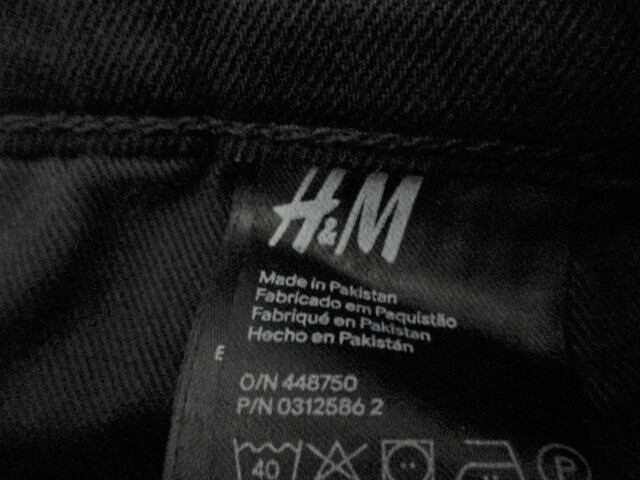 H&M
Made in Pakistan
Fabricado em Paquistão
Fabriqué en Pakistan
Hecho en Pakistán
E
O/N 448750
P/N 0312586 2
40 P